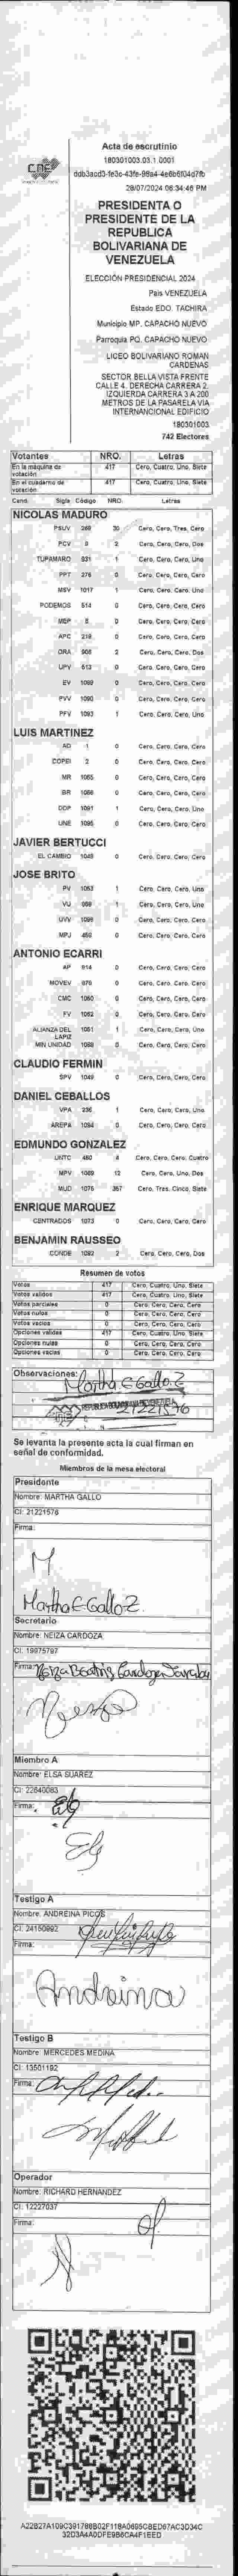 Acta de escrutinio
180301003.03.1.0001
28/07/2024 06:34:46 PM
CNE
PRESIDENTA O
PRESIDENTE DE LA
REPUBLICA
BOLIVARIANA DE
VENEZUELA
ELECCIÓN PRESIDENCIAL 2024
País VENEZUELA
Estado EDO. TACHIRA
Municipio MP. CAPACHO NUEVO
Parroquia PQ. CAPACHO NUEVO
LICEO BOLIVARIANO ROMAN
CARDENAS
SECTOR BELLA VISTA FRENTE
CALLE 4. DERECHA CARRERA 2.
IZQUIERDA CARRERA 3 A 200
METROS DE LA PASARELA VIA
INTERNANCIONAL EDIFICIO
180301003
742 Electores
Votantes NRO. Letras
En la máquina de votación 417 Cero, Cuatro, Uno, Siete
En el cuaderno de votación 417 Cero, Cuatro, Uno, Siete
Cand. Sigla Código NRO. Letras
NICOLAS MADURO
PSUV 268 30 Cero, Cero, Tres, Cero
PCV 9 2 Cero, Cero, Cero, Dos
TUPAMARO 931 1 Cero, Cero, Cero, Uno
PPT 276 0 Cero, Cero, Cero, Cero
MSV 1017 1 Cero, Cero, Cero, Uno
PODEMOS 514 0 Cero, Cero, Cero, Cero
MEP 8 0 Cero, Cero, Cero, Cero
APC 218 0 Cero, Cero, Cero, Cero
ORA 906 2 Cero, Cero, Cero, Dos
UPV 613 0 Cero, Cero, Cero, Cero
EV 1089 0 Cero, Cero, Cero, Cero
PVV 1090 0 Cero, Cero, Cero, Cero
PFV 1093 1 Cero, Cero, Cero, Uno
LUIS MARTINEZ
AD 1 0 Cero, Cero, Cero, Cero
COPEI 2 0 Cero, Cero, Cero, Cero
MR 1065 0 Cero, Cero, Cero, Cero
BR 1066 0 Cero, Cero, Cero, Cero
DDP 1091 1 Cero, Cero, Cero, Uno
UNE 1095 0 Cero, Cero, Cero, Cero
JAVIER BERTUCCI
EL CAMBIO 1048 0 Cero, Cero, Cero, Cero
JOSE BRITO
PV 1063 1 Cero, Cero, Cero, Uno
VU 959 1 Cero, Cero, Cero, Uno
UVV 1096 0 Cero, Cero, Cero, Cero
MPJ 459 0 Cero, Cero, Cero, Cero
ANTONIO ECARRI
AP 914 0 Cero, Cero, Cero, Cero
MOVEV 970 0 Cero, Cero, Cero, Cero
CMC 1060 0 Cero, Cero, Cero, Cero
FV 1062 0 Cero, Cero, Cero, Cero
ALIANZA DEL LAPIZ 1051 1 Cero, Cero, Cero, Uno
MIN UNIDAD 1088 0 Cero, Cero, Cero, Cero
CLAUDIO FERMIN
SPV 1049 0 Cero, Cero, Cero, Cero
DANIEL CEBALLOS
VPA 236 1 Cero, Cero, Cero, Uno
AREPA 1094 0 Cero, Cero, Cero, Cero
EDMUNDO GONZALEZ
UNTC 480 4 Cero, Cero, Cero, Cuatro
MPV 1069 12 Cero, Cero, Uno, Dos
MUD 1076 357 Cero, Tres, Cinco, Siete
ENRIQUE MARQUEZ
CENTRADOS 1073 0 Cero, Cero, Cero, Cero
BENJAMIN RAUSSEO
CONDE 1092 2 Cero, Cero, Cero, Dos
Resumen de votos
Votos 417 Cero, Cuatro, Uno, Siete
Votos válidos 417 Cero, Cuatro, Uno, Siete
Votos parciales 0 Cero, Cero, Cero, Cero
Votos nulos 0 Cero, Cero, Cero, Cero
Votos vacíos 0 Cero, Cero, Cero, Cero
Opciones válidas 417 Cero, Cuatro, Uno, Siete
Opciones nulas 0 Cero, Cero, Cero, Cero
Opciones vacías 0 Cero, Cero, Cero, Cero
Observaciones: Martha E Gallo. Z
REPUBLICA BOLIVARIANA DE VENEZUELA
21221576
Se levanta la presente acta la cual firman en
señal de conformidad.
Miembros de la mesa electoral
Presidente
Nombre: MARTHA GALLO
CI: 21221576
Firma:
M
Martha E Gallo Z.
Secretario
Nombre: NEIZA CARDOZA
CI: 19975797
Firma: Neiza Beatriz
Miembro A
Nombre: ELSA SUAREZ
CI: 22640083
Firma:
Testigo A
Nombre: ANDREINA PICOS
CI: 24150992
Firma:
Andreina
Testigo B
Nombre: MERCEDES MEDINA
CI: 13501192
Firma:
Operador
Nombre: RICHARD HERNANDEZ
CI: 12227037
Firma: